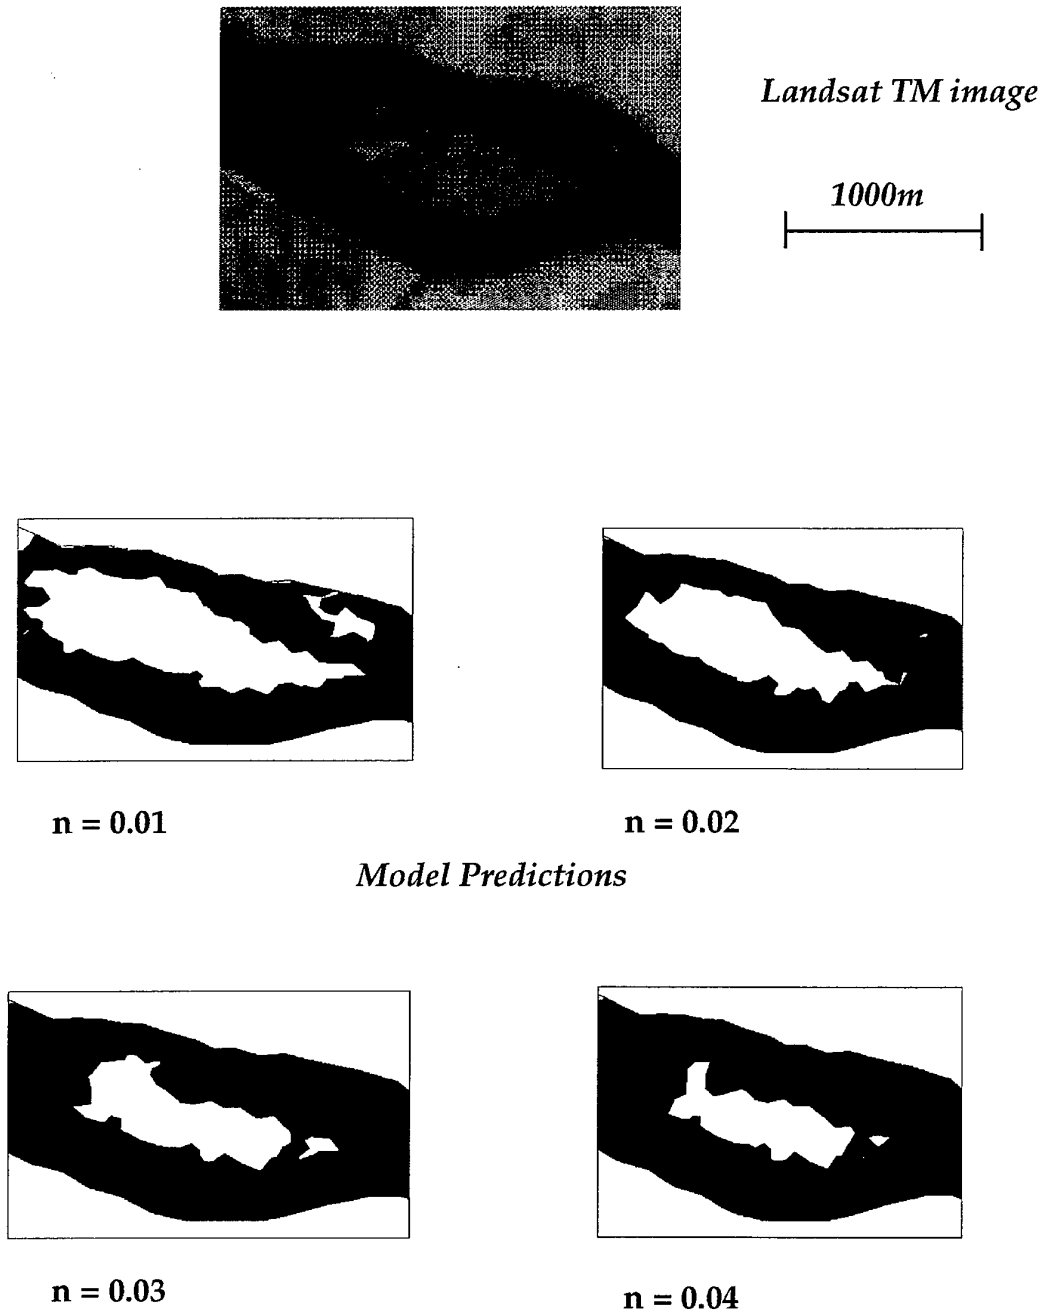 Landsat TM image
1000m
n = 0.01
n = 0.02
Model Predictions
n = 0.03
n = 0.04